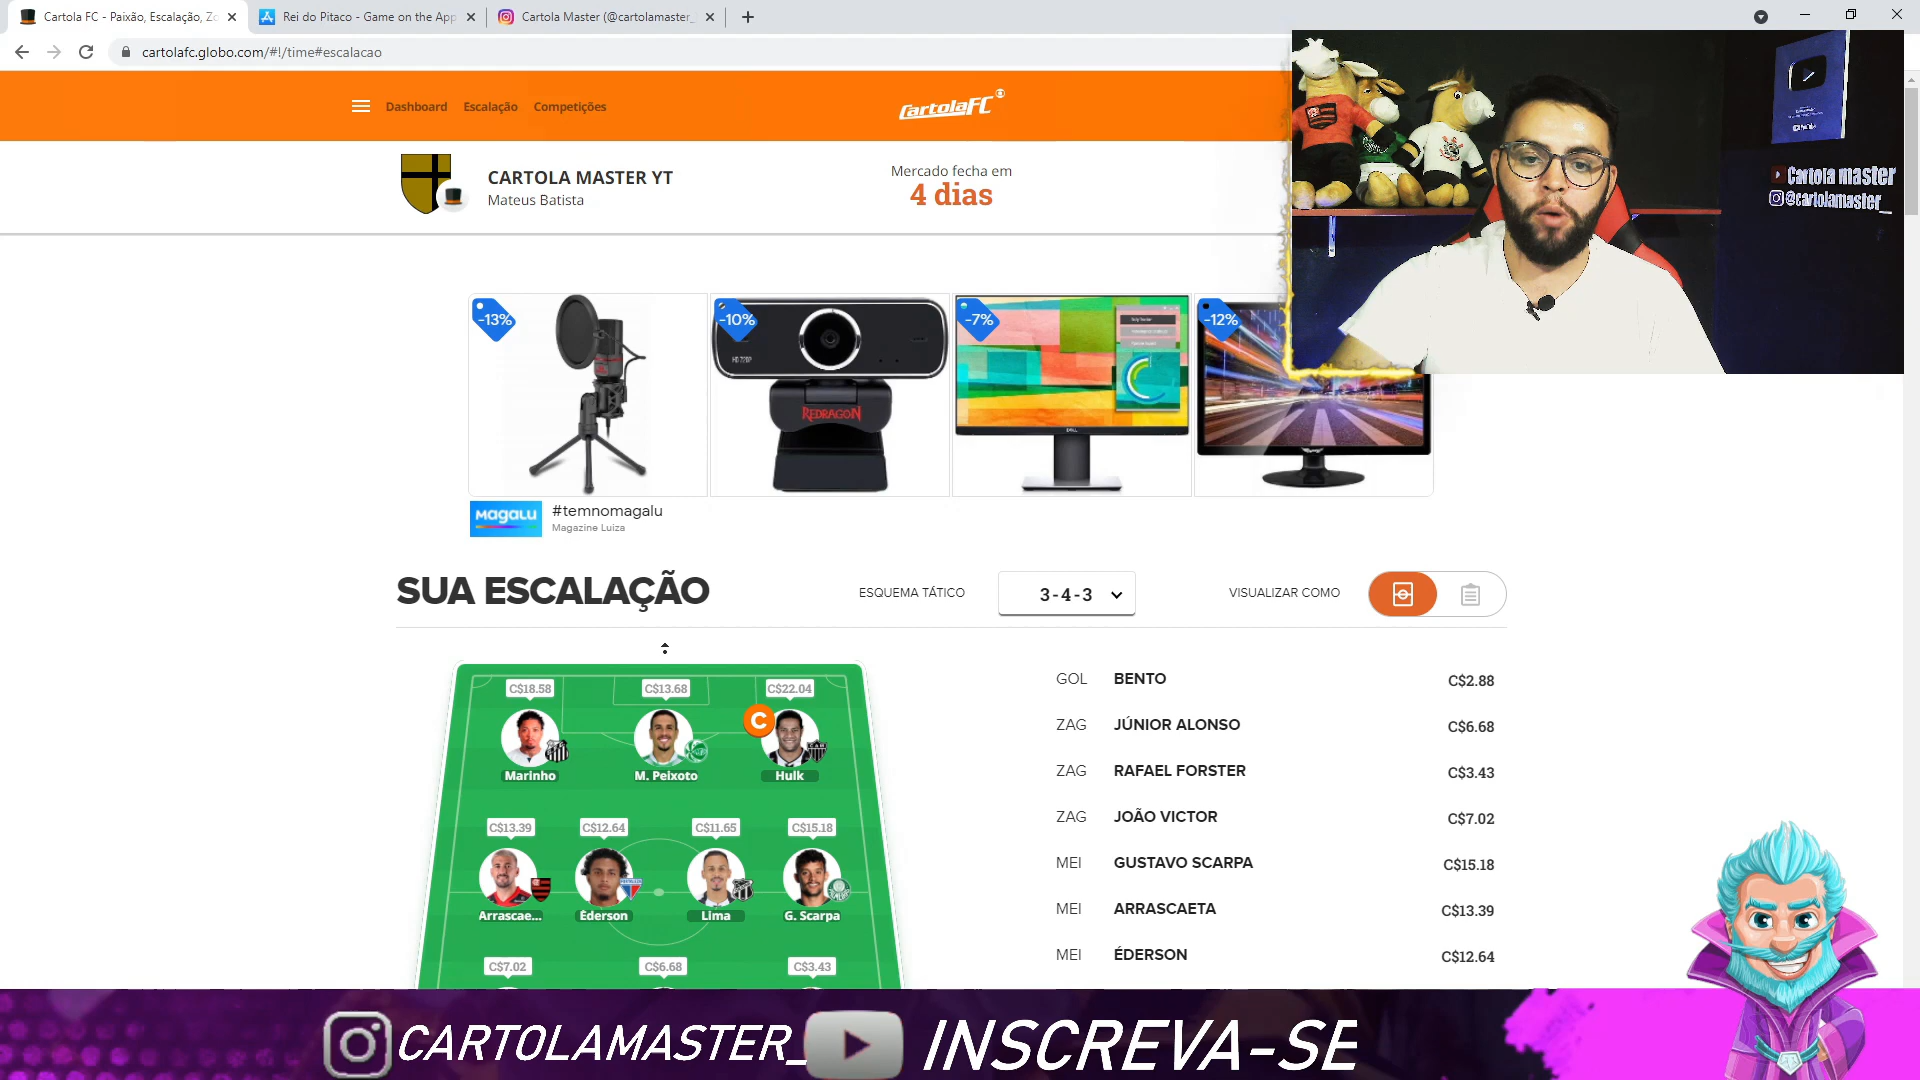 Cartola FC - Paixão, Escalação, Zo
Rei do Pitaco - Game on the App
Cartola Master (@cartolamaster_
cartolafc.globo.com/#!/time#escalacao
Dashboard
Escalação
Competições
CartolaFC
CARTOLA MASTER YT
Mateus Batista
Mercado fecha em
4 dias
Cartola master
@cartolamaster_
-13%
-10%
-7%
-12%
HD 720P
REDRAGON
DELL
Magalu
#temnomagalu
Magazine Luiza
SUA ESCALAÇÃO
ESQUEMA TÁTICO
3-4-3
VISUALIZAR COMO
C$18.58
C$13.68
C$22.04
C
Marinho
M. Peixoto
Hulk
C$13.39
C$12.64
C$11.65
C$15.18
Arrascae...
Éderson
Lima
G. Scarpa
C$7.02
C$6.68
C$3.43
GOL BENTO C$2.88
ZAG JÚNIOR ALONSO C$6.68
ZAG RAFAEL FORSTER C$3.43
ZAG JOÃO VICTOR C$7.02
MEI GUSTAVO SCARPA C$15.18
MEI ARRASCAETA C$13.39
MEI ÉDERSON C$12.64
CARTOLAMASTER_
INSCREVA-SE